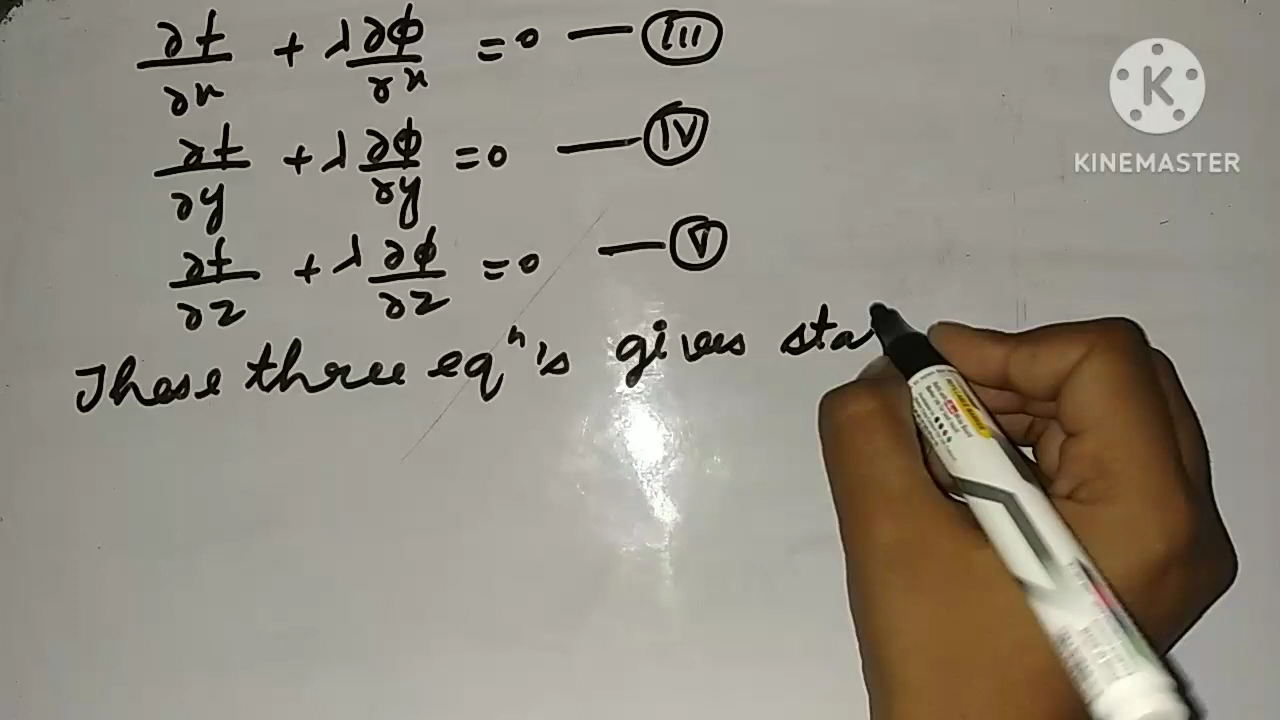 ∂f/∂x + λ ∂φ/∂x = 0 — III
∂f/∂y + λ ∂φ/∂y = 0 — IV
∂f/∂z + λ ∂φ/∂z = 0 — V
These three eqⁿ's gives sta
K
KINEMASTER